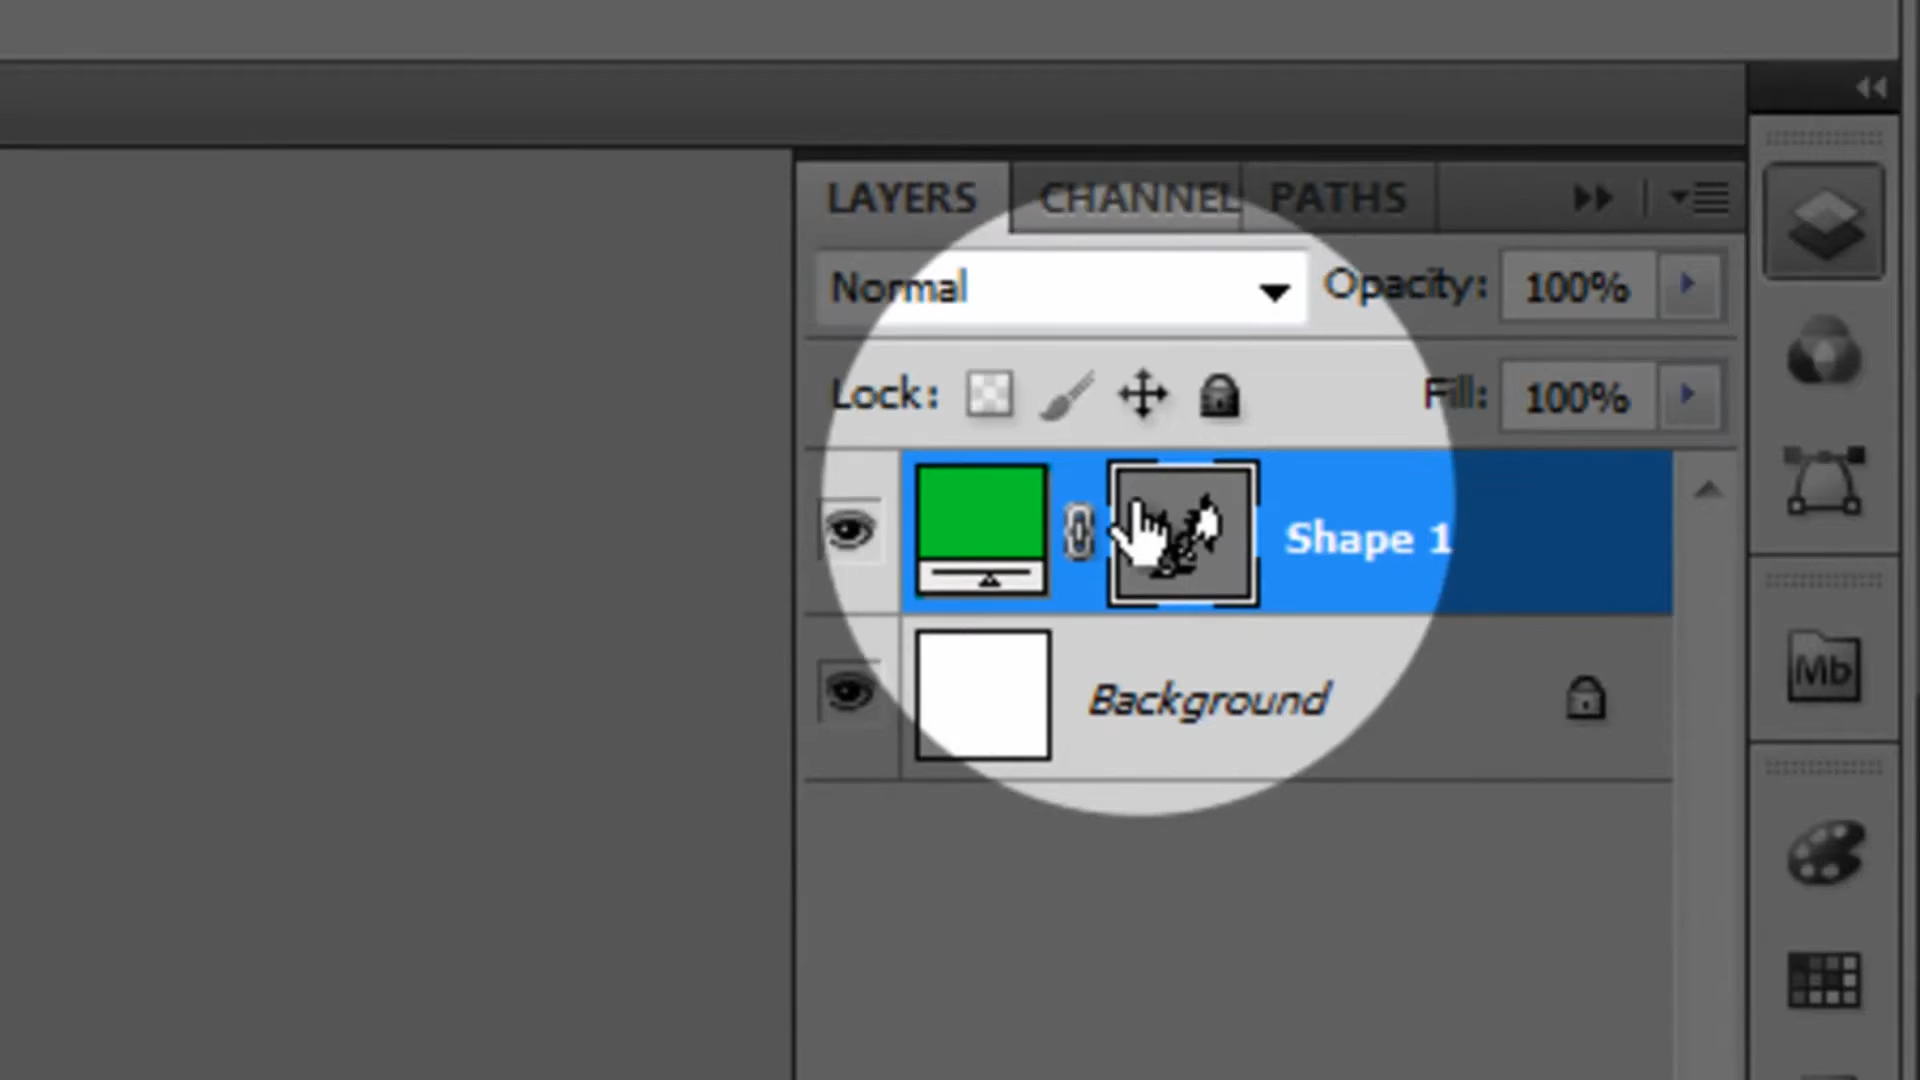 LAYERS CHANNEL PATHS
Normal Opacity: 100%
Lock: Fill: 100%
Shape 1
Background
Mb